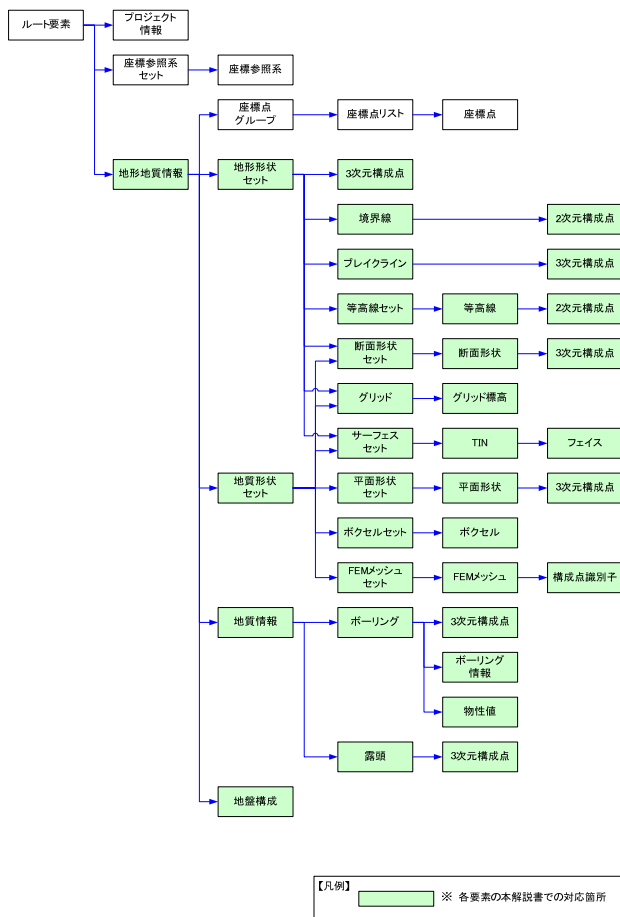 ルート要素
プロジェクト
情報
座標参照系
セット
座標参照系
座標点
グループ
座標点リスト
座標点
地形地質情報
地形形状
セット
3次元構成点
境界線
2次元構成点
ブレイクライン
3次元構成点
等高線セット
等高線
2次元構成点
断面形状
セット
断面形状
3次元構成点
グリッド
グリッド標高
サーフェス
セット
TIN
フェイス
地質形状
セット
平面形状
セット
平面形状
3次元構成点
ボクセルセット
ボクセル
FEMメッシュ
セット
FEMメッシュ
構成点識別子
地質情報
ボーリング
3次元構成点
ボーリング
情報
物性値
露頭
3次元構成点
地盤構成
【凡例】
※ 各要素の本解説書での対応箇所